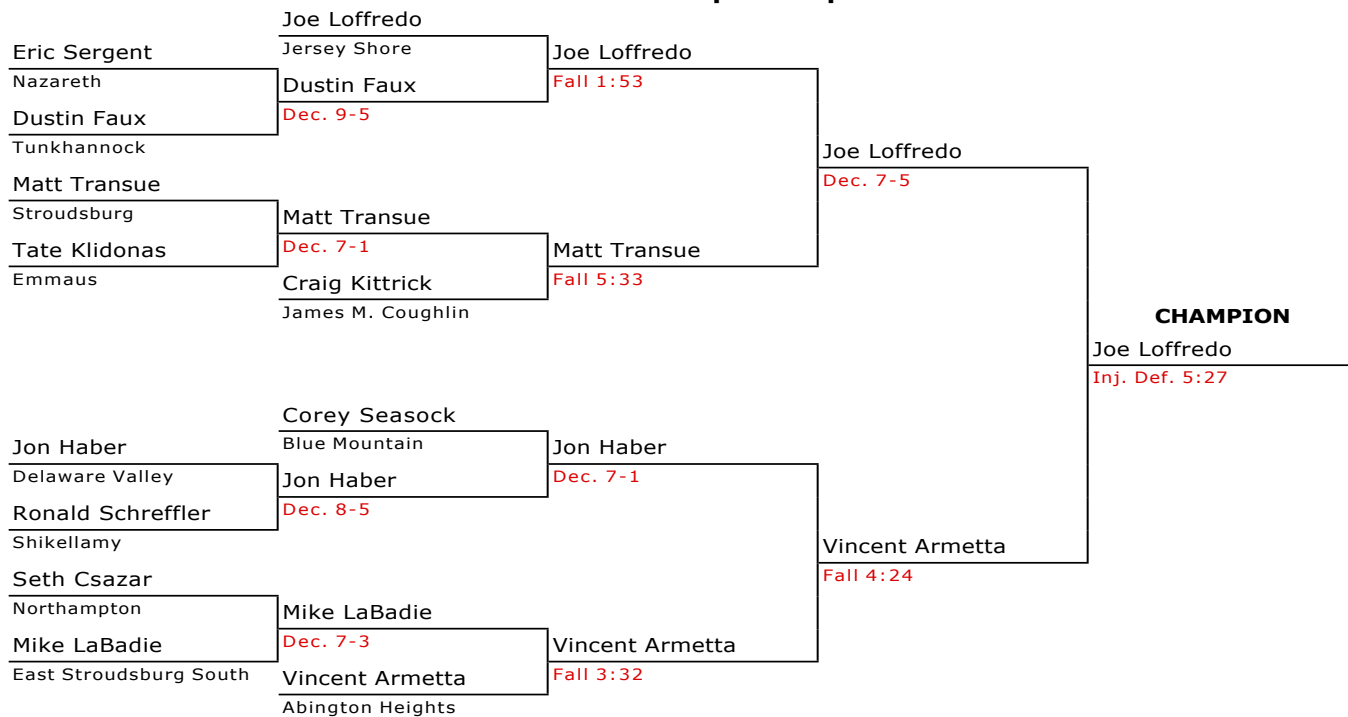 Joe Loffredo
Eric Sergent
Jersey Shore
Joe Loffredo
Nazareth
Dustin Faux
Fall 1:53
Dustin Faux
Dec. 9-5
Tunkhannock
Joe Loffredo
Matt Transue
Dec. 7-5
Stroudsburg
Matt Transue
Tate Klidonas
Dec. 7-1
Matt Transue
Emmaus
Craig Kittrick
Fall 5:33
James M. Coughlin
CHAMPION
Joe Loffredo
Inj. Def. 5:27
Corey Seasock
Jon Haber
Blue Mountain
Jon Haber
Delaware Valley
Jon Haber
Dec. 7-1
Ronald Schreffler
Dec. 8-5
Shikellamy
Vincent Armetta
Seth Csazar
Fall 4:24
Northampton
Mike LaBadie
Mike LaBadie
Dec. 7-3
Vincent Armetta
East Stroudsburg South
Vincent Armetta
Fall 3:32
Abington Heights